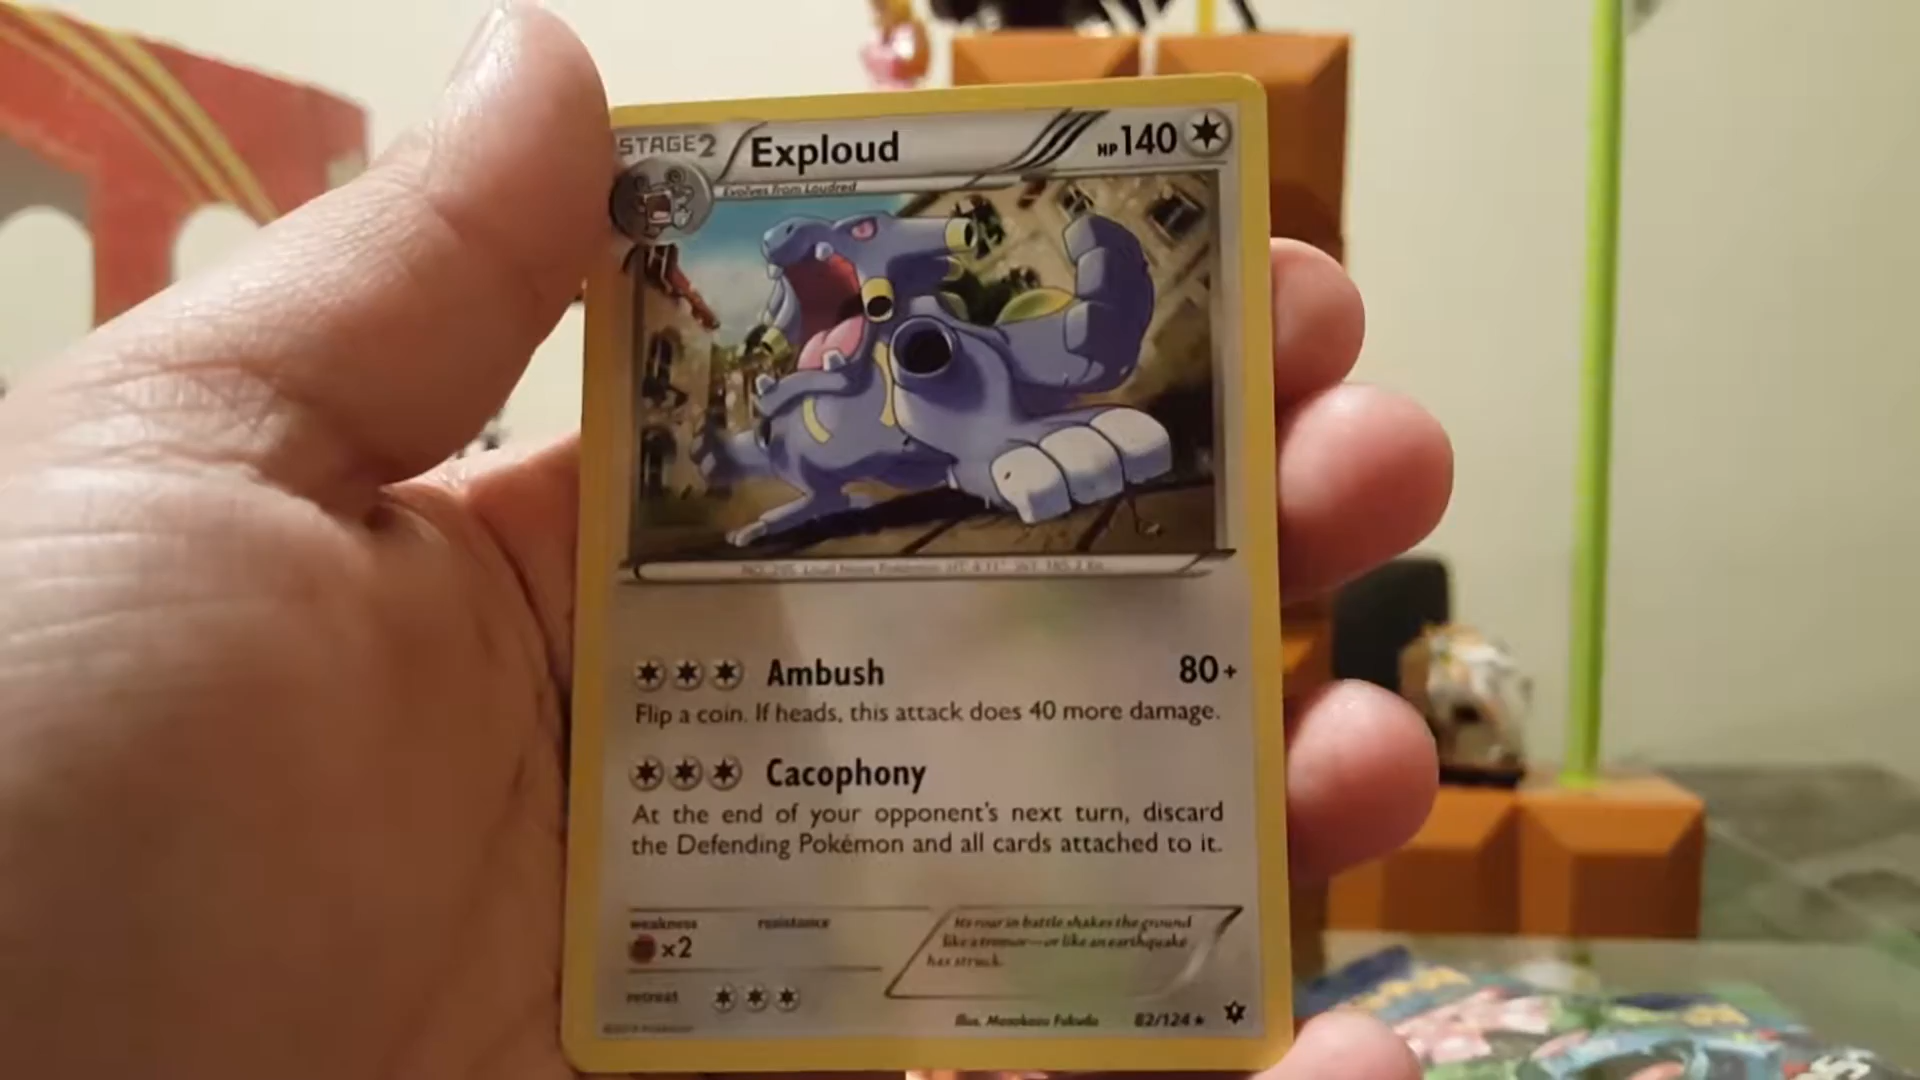 STAGE2 Exploud HP140
Evolves from Loudred
Ambush 80+
Flip a coin. If heads, this attack does 40 more damage.
Cacophony
At the end of your opponent's next turn, discard
the Defending Pokémon and all cards attached to it.
weakness resistance
x2
Its roar in battle shakes the ground
like a tremor—or like an earthquake
has struck.
retreat
Illus. Masakazu Fukuda 82/124